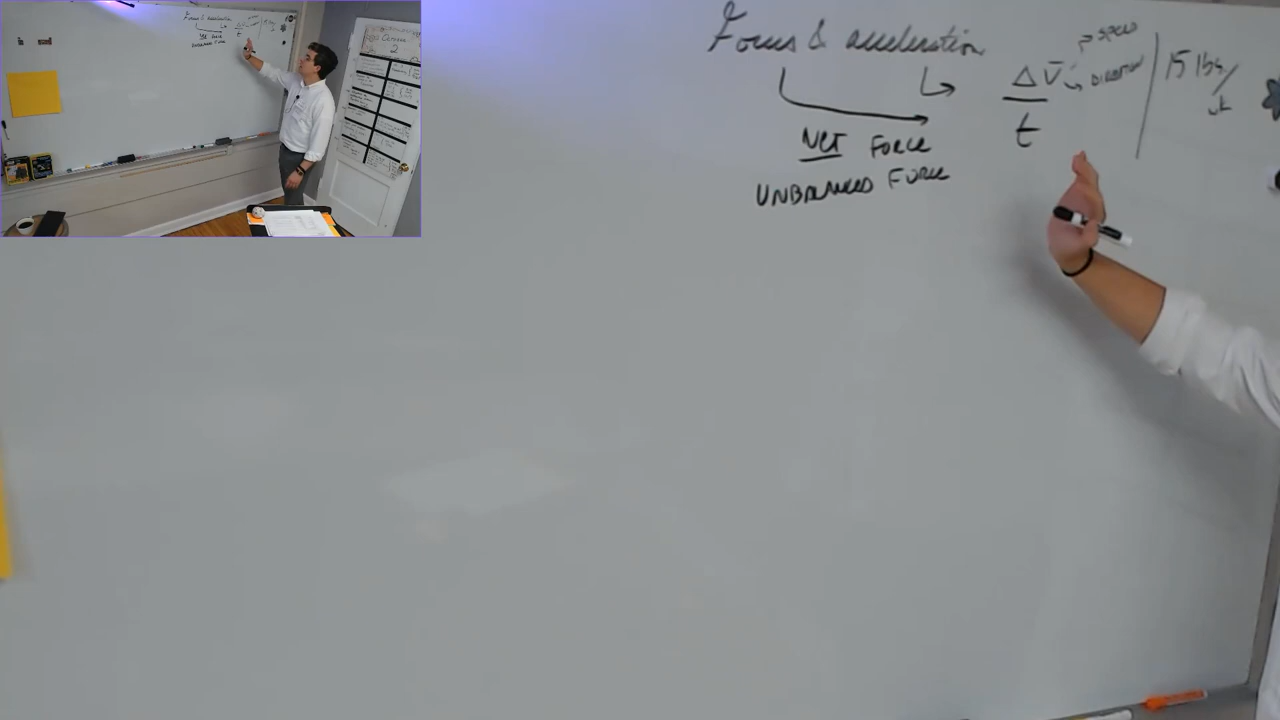 Forces & acceleration
Δv̄
t
speed
Direction
15 lbs/
NET FORCE
UNBALANCED FORCE